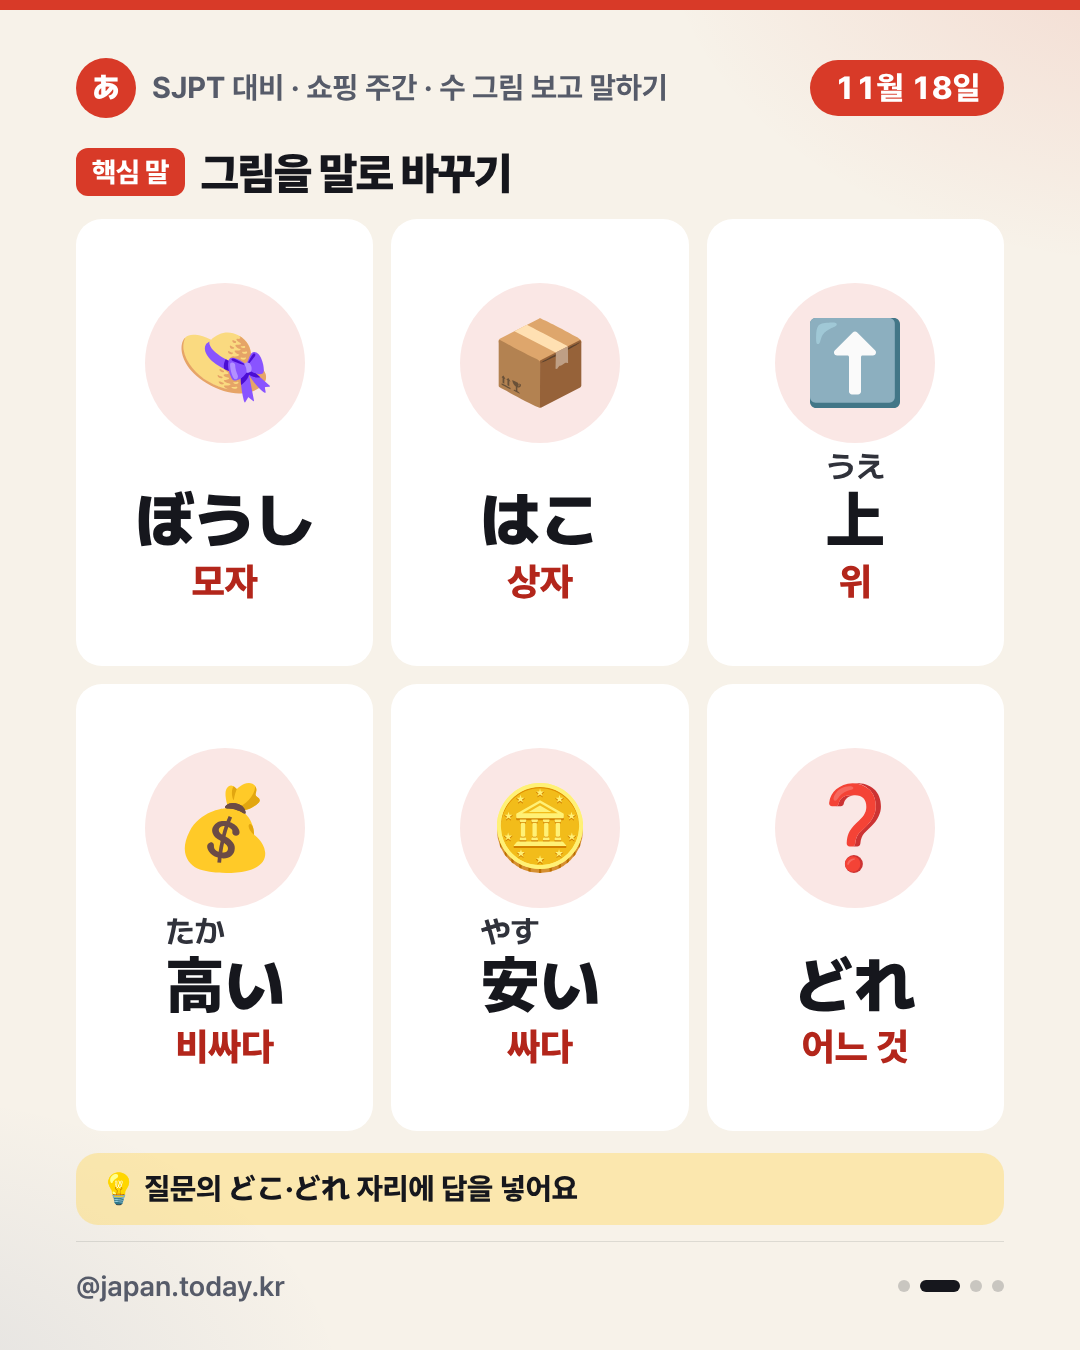 あ SJPT 대비 · 쇼핑 주간 · 수 그림 보고 말하기
11월 18일
핵심 말 그림을 말로 바꾸기
ぼうし
모자
はこ
상자
うえ
上
위
たか
高い
비싸다
やす
安い
싸다
どれ
어느 것
💡 질문의 どこ·どれ 자리에 답을 넣어요
@japan.today.kr